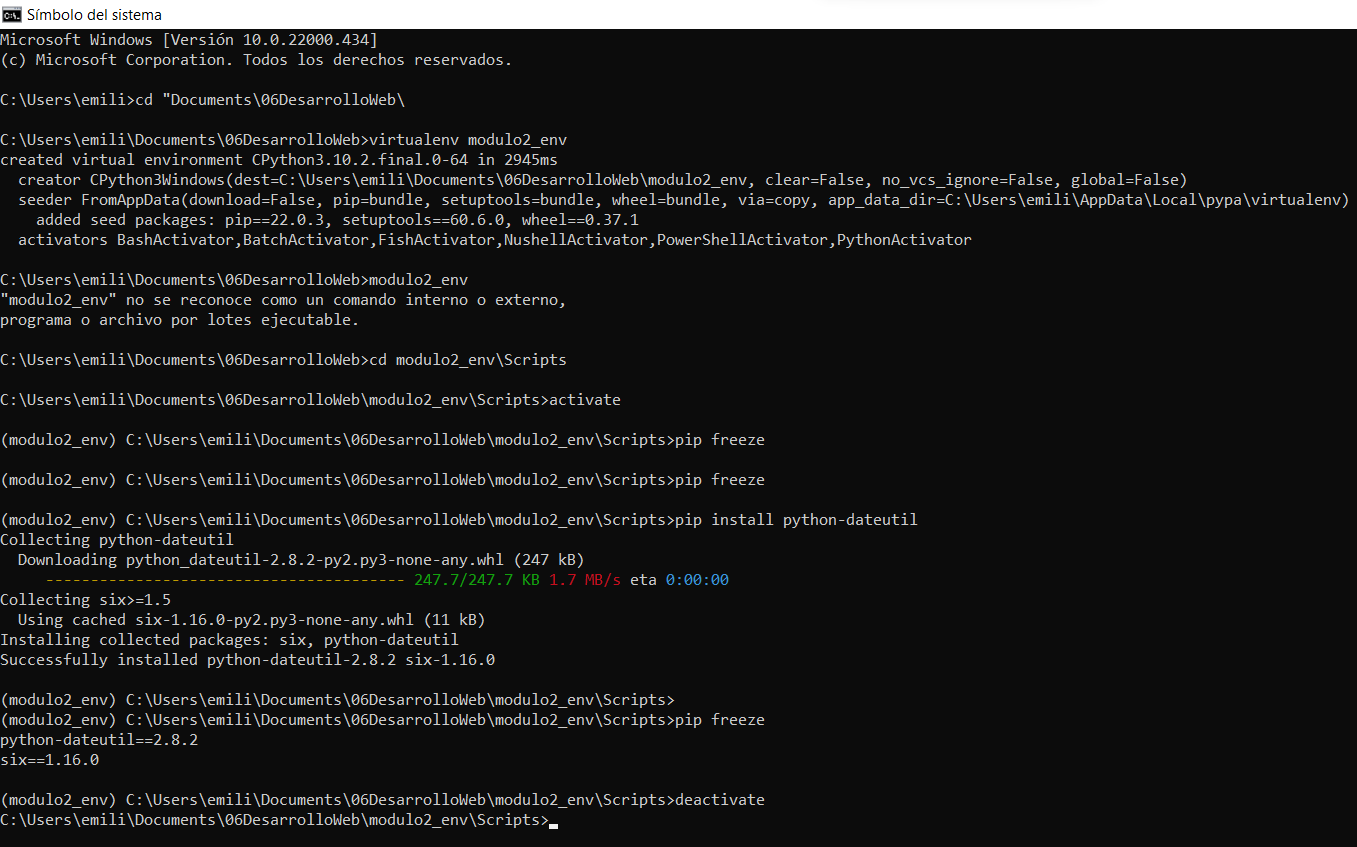 Símbolo del sistema
Microsoft Windows [Versión 10.0.22000.434]
(c) Microsoft Corporation. Todos los derechos reservados.
C:\Users\emili>cd "Documents\06DesarrolloWeb\
C:\Users\emili\Documents\06DesarrolloWeb>virtualenv modulo2_env
created virtual environment CPython3.10.2.final.0-64 in 2945ms
  creator CPython3Windows(dest=C:\Users\emili\Documents\06DesarrolloWeb\modulo2_env, clear=False, no_vcs_ignore=False, global=False)
  seeder FromAppData(download=False, pip=bundle, setuptools=bundle, wheel=bundle, via=copy, app_data_dir=C:\Users\emili\AppData\Local\pypa\virtualenv)
    added seed packages: pip==22.0.3, setuptools==60.6.0, wheel==0.37.1
  activators BashActivator,BatchActivator,FishActivator,NushellActivator,PowerShellActivator,PythonActivator
C:\Users\emili\Documents\06DesarrolloWeb>modulo2_env
"modulo2_env" no se reconoce como un comando interno o externo,
programa o archivo por lotes ejecutable.
C:\Users\emili\Documents\06DesarrolloWeb>cd modulo2_env\Scripts
C:\Users\emili\Documents\06DesarrolloWeb\modulo2_env\Scripts>activate
(modulo2_env) C:\Users\emili\Documents\06DesarrolloWeb\modulo2_env\Scripts>pip freeze
(modulo2_env) C:\Users\emili\Documents\06DesarrolloWeb\modulo2_env\Scripts>pip freeze
(modulo2_env) C:\Users\emili\Documents\06DesarrolloWeb\modulo2_env\Scripts>pip install python-dateutil
Collecting python-dateutil
  Downloading python_dateutil-2.8.2-py2.py3-none-any.whl (247 kB)
     ---------------------------------------- 247.7/247.7 KB 1.7 MB/s eta 0:00:00
Collecting six>=1.5
  Using cached six-1.16.0-py2.py3-none-any.whl (11 kB)
Installing collected packages: six, python-dateutil
Successfully installed python-dateutil-2.8.2 six-1.16.0
(modulo2_env) C:\Users\emili\Documents\06DesarrolloWeb\modulo2_env\Scripts>
(modulo2_env) C:\Users\emili\Documents\06DesarrolloWeb\modulo2_env\Scripts>pip freeze
python-dateutil==2.8.2
six==1.16.0
(modulo2_env) C:\Users\emili\Documents\06DesarrolloWeb\modulo2_env\Scripts>deactivate
C:\Users\emili\Documents\06DesarrolloWeb\modulo2_env\Scripts>